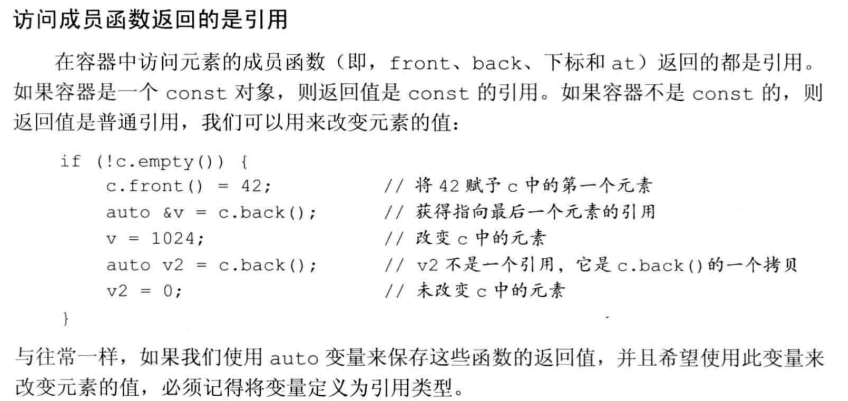 访问成员函数返回的是引用
在容器中访问元素的成员函数（即，front、back、下标和 at）返回的都是引用。
如果容器是一个 const 对象，则返回值是 const 的引用。如果容器不是 const 的，则
返回值是普通引用，我们可以用来改变元素的值：
if (!c.empty()) {
c.front() = 42; // 将 42 赋予 c 中的第一个元素
auto &v = c.back(); // 获得指向最后一个元素的引用
v = 1024; // 改变 c 中的元素
auto v2 = c.back(); // v2 不是一个引用，它是 c.back()的一个拷贝
v2 = 0; // 未改变 c 中的元素
}
与往常一样，如果我们使用 auto 变量来保存这些函数的返回值，并且希望使用此变量来
改变元素的值，必须记得将变量定义为引用类型。